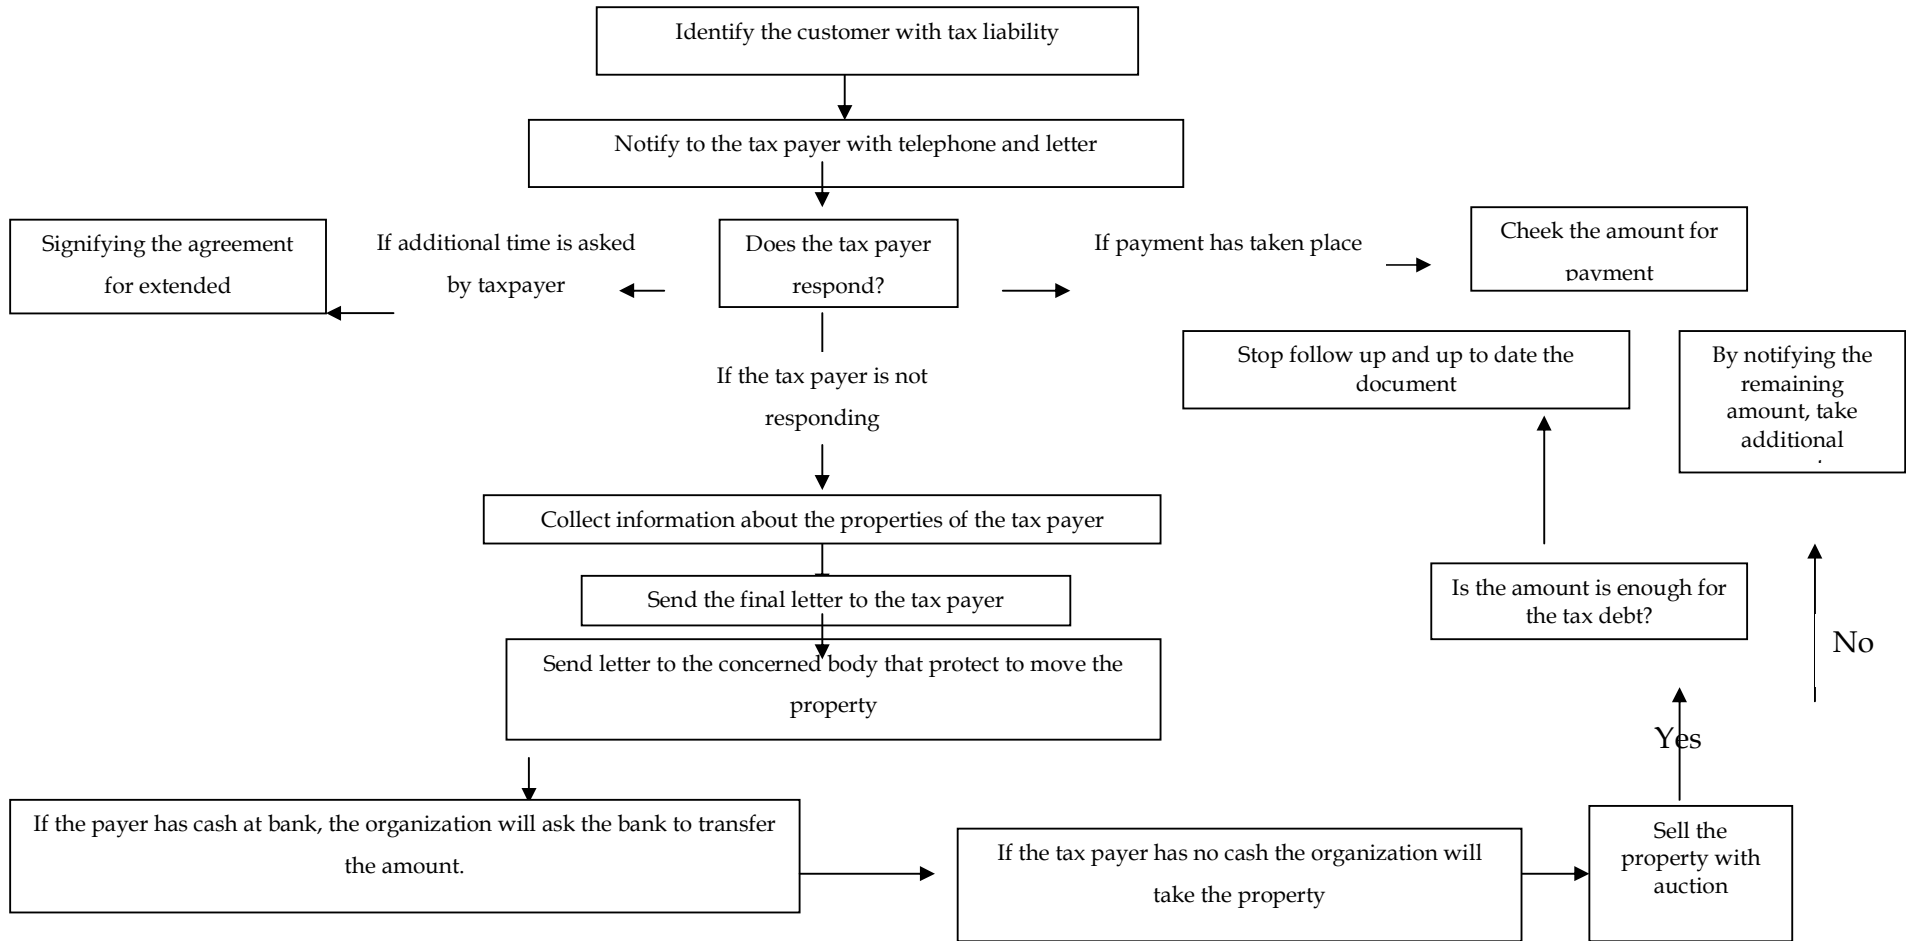 Identify the customer with tax liability
Notify to the tax payer with telephone and letter
Signifying the agreement
for extended
If additional time is asked
by taxpayer
Does the tax payer
respond?
If payment has taken place
Cheek the amount for
payment
If the tax payer is not
responding
Stop follow up and up to date the
document
By notifying the
remaining
amount, take
additional
Collect information about the properties of the tax payer
Send the final letter to the tax payer
Is the amount is enough for
the tax debt?
No
Send letter to the concerned body that protect to move the
property
Yes
If the payer has cash at bank, the organization will ask the bank to transfer
the amount.
If the tax payer has no cash the organization will
take the property
Sell the
property with
auction